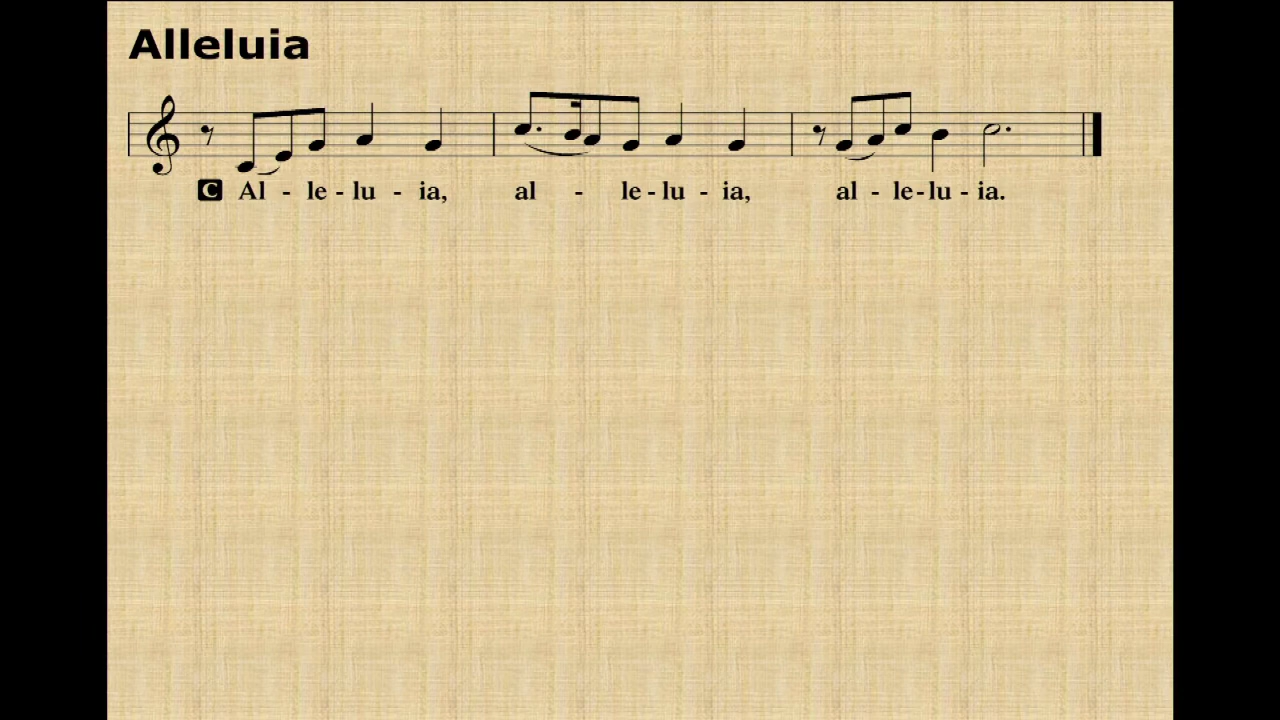 Alleluia
C Al - le - lu - ia, al - le - lu - ia, al - le - lu - ia.